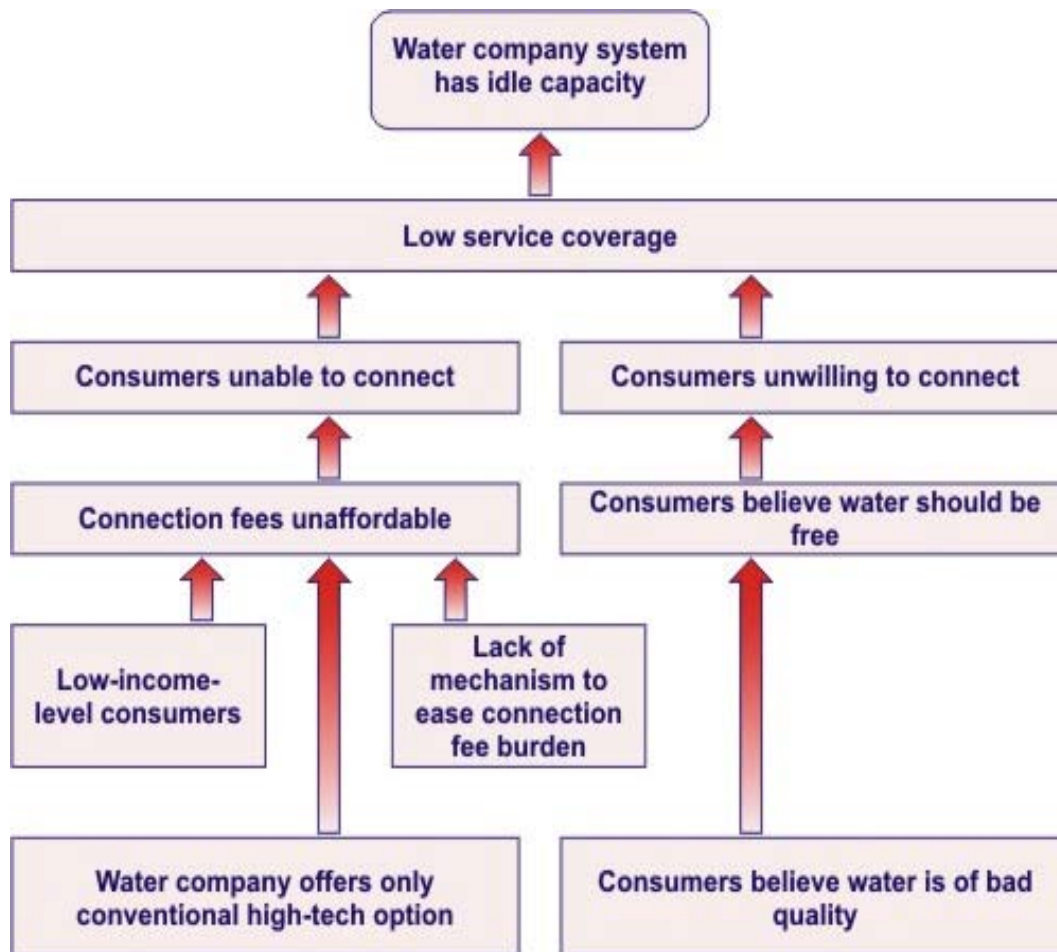 Water company system
has idle capacity
Low service coverage
Consumers unable to connect
Consumers unwilling to connect
Connection fees unaffordable
Consumers believe water should be
free
Low-income-
level consumers
Lack of
mechanism to
ease connection
fee burden
Water company offers only
conventional high-tech option
Consumers believe water is of bad
quality